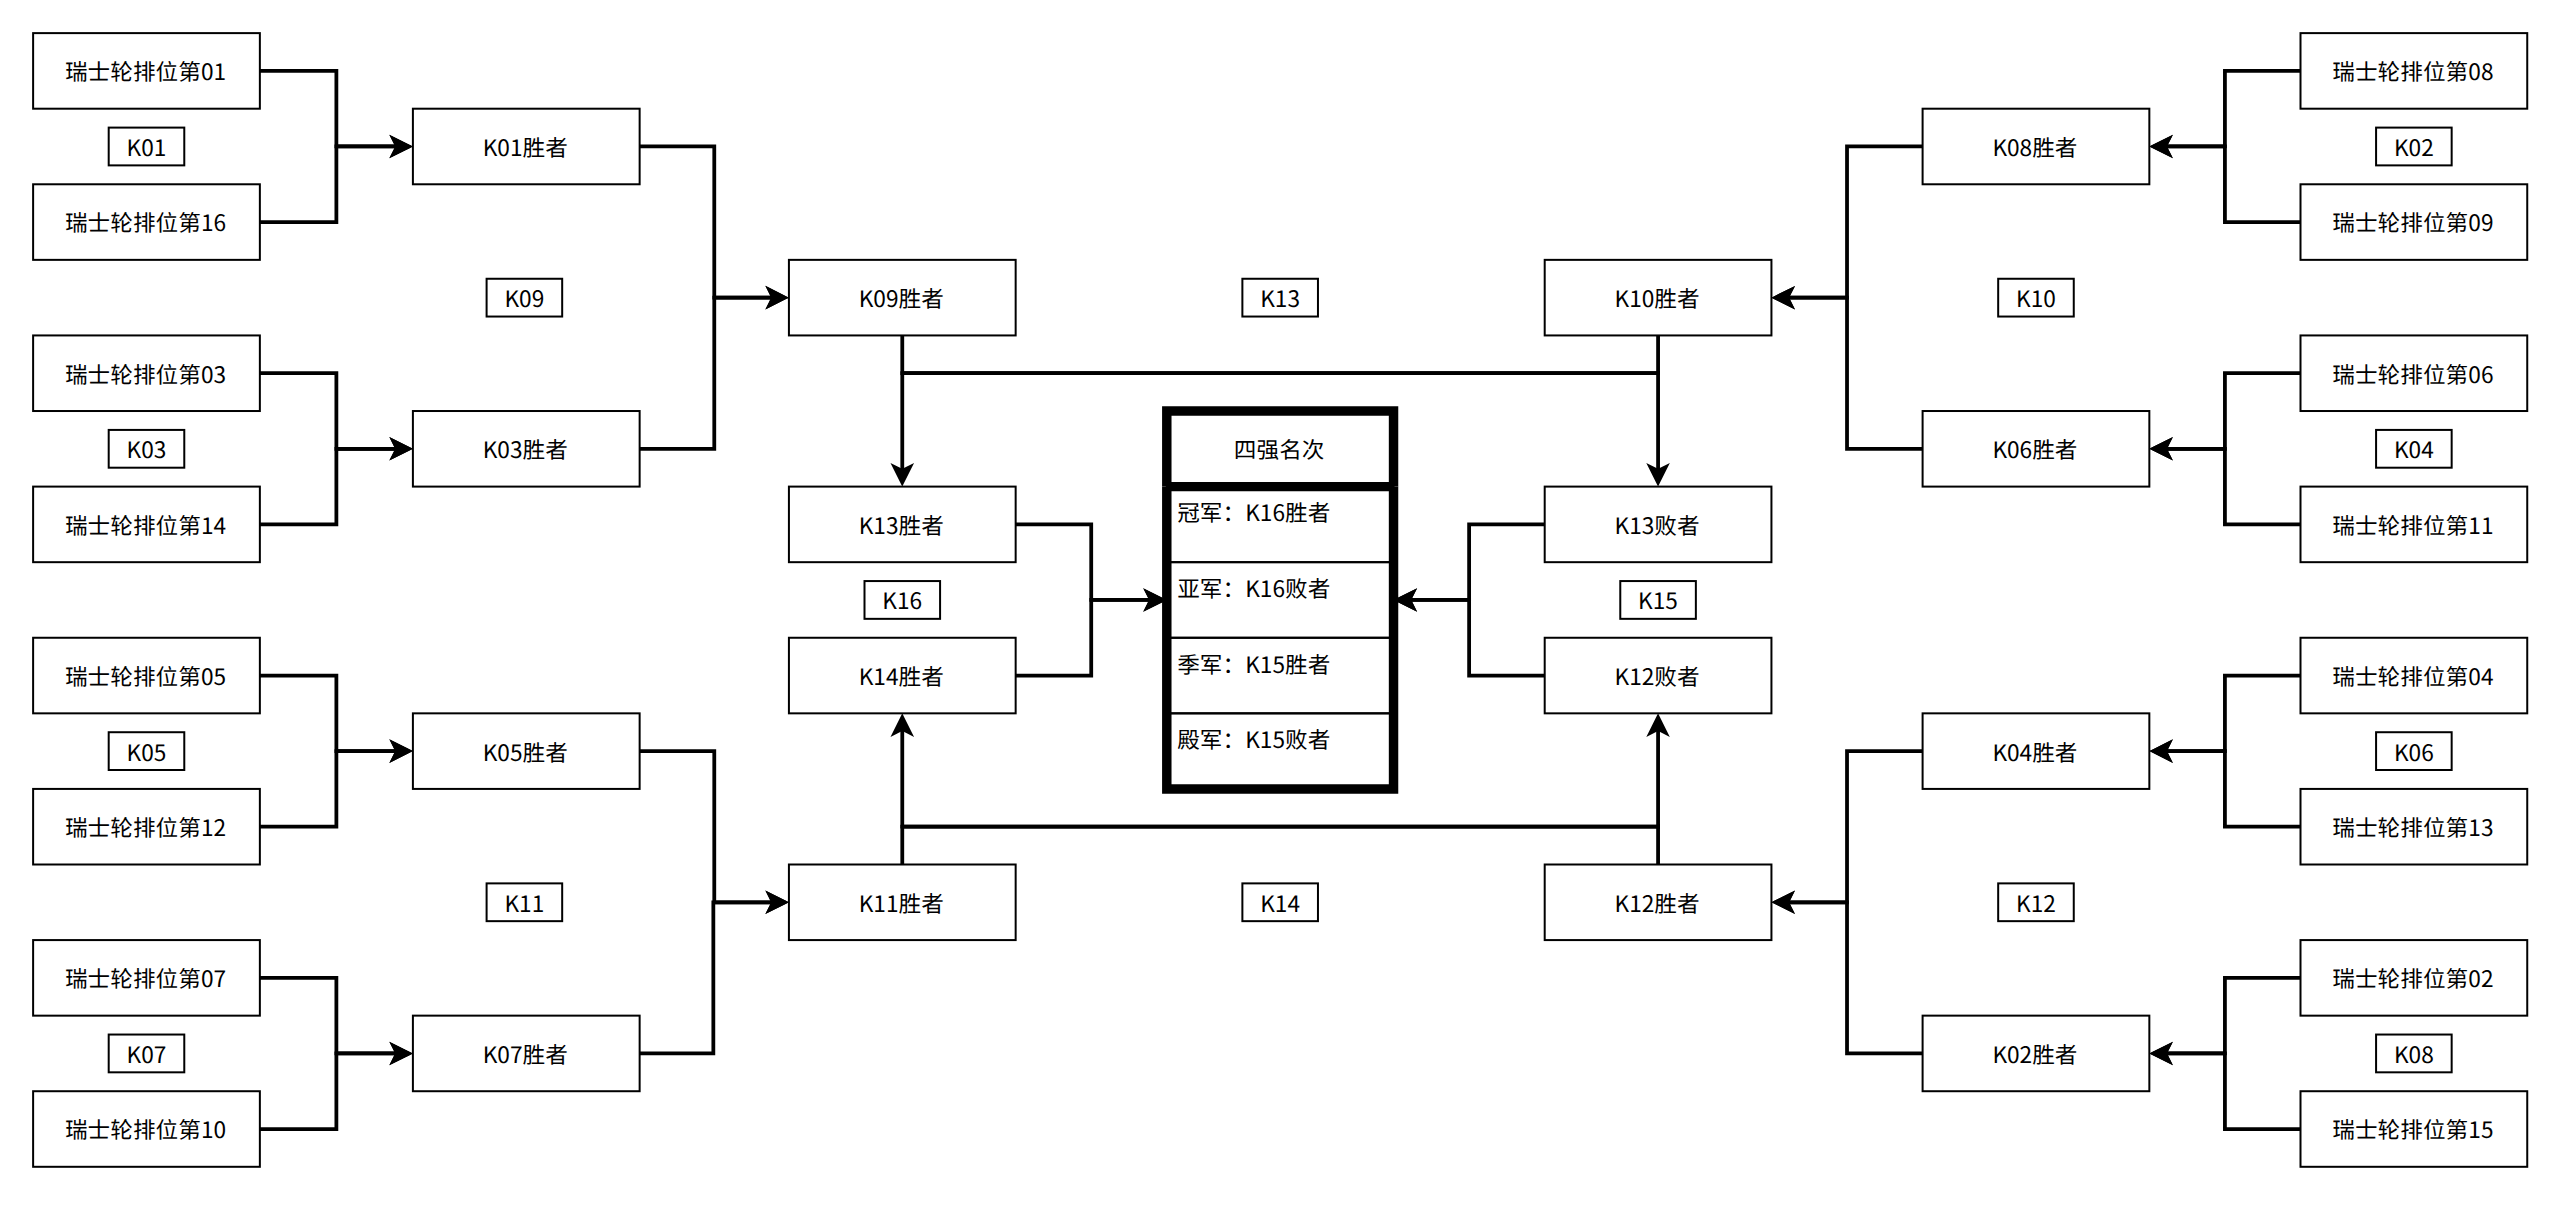 瑞士轮排位第01
瑞士轮排位第08
K01
K01胜者
K08胜者
K02
瑞士轮排位第16
瑞士轮排位第09
K09
K09胜者
K13
K10胜者
K10
瑞士轮排位第03
瑞士轮排位第06
K03
K03胜者
四强名次
K06胜者
K04
瑞士轮排位第14
K13胜者
冠军：K16胜者
K13败者
瑞士轮排位第11
K16
亚军：K16败者
K15
瑞士轮排位第05
K14胜者
季军：K15胜者
K12败者
瑞士轮排位第04
K05
K05胜者
殿军：K15败者
K04胜者
K06
瑞士轮排位第12
瑞士轮排位第13
K11
K11胜者
K14
K12胜者
K12
瑞士轮排位第07
瑞士轮排位第02
K07
K07胜者
K02胜者
K08
瑞士轮排位第10
瑞士轮排位第15